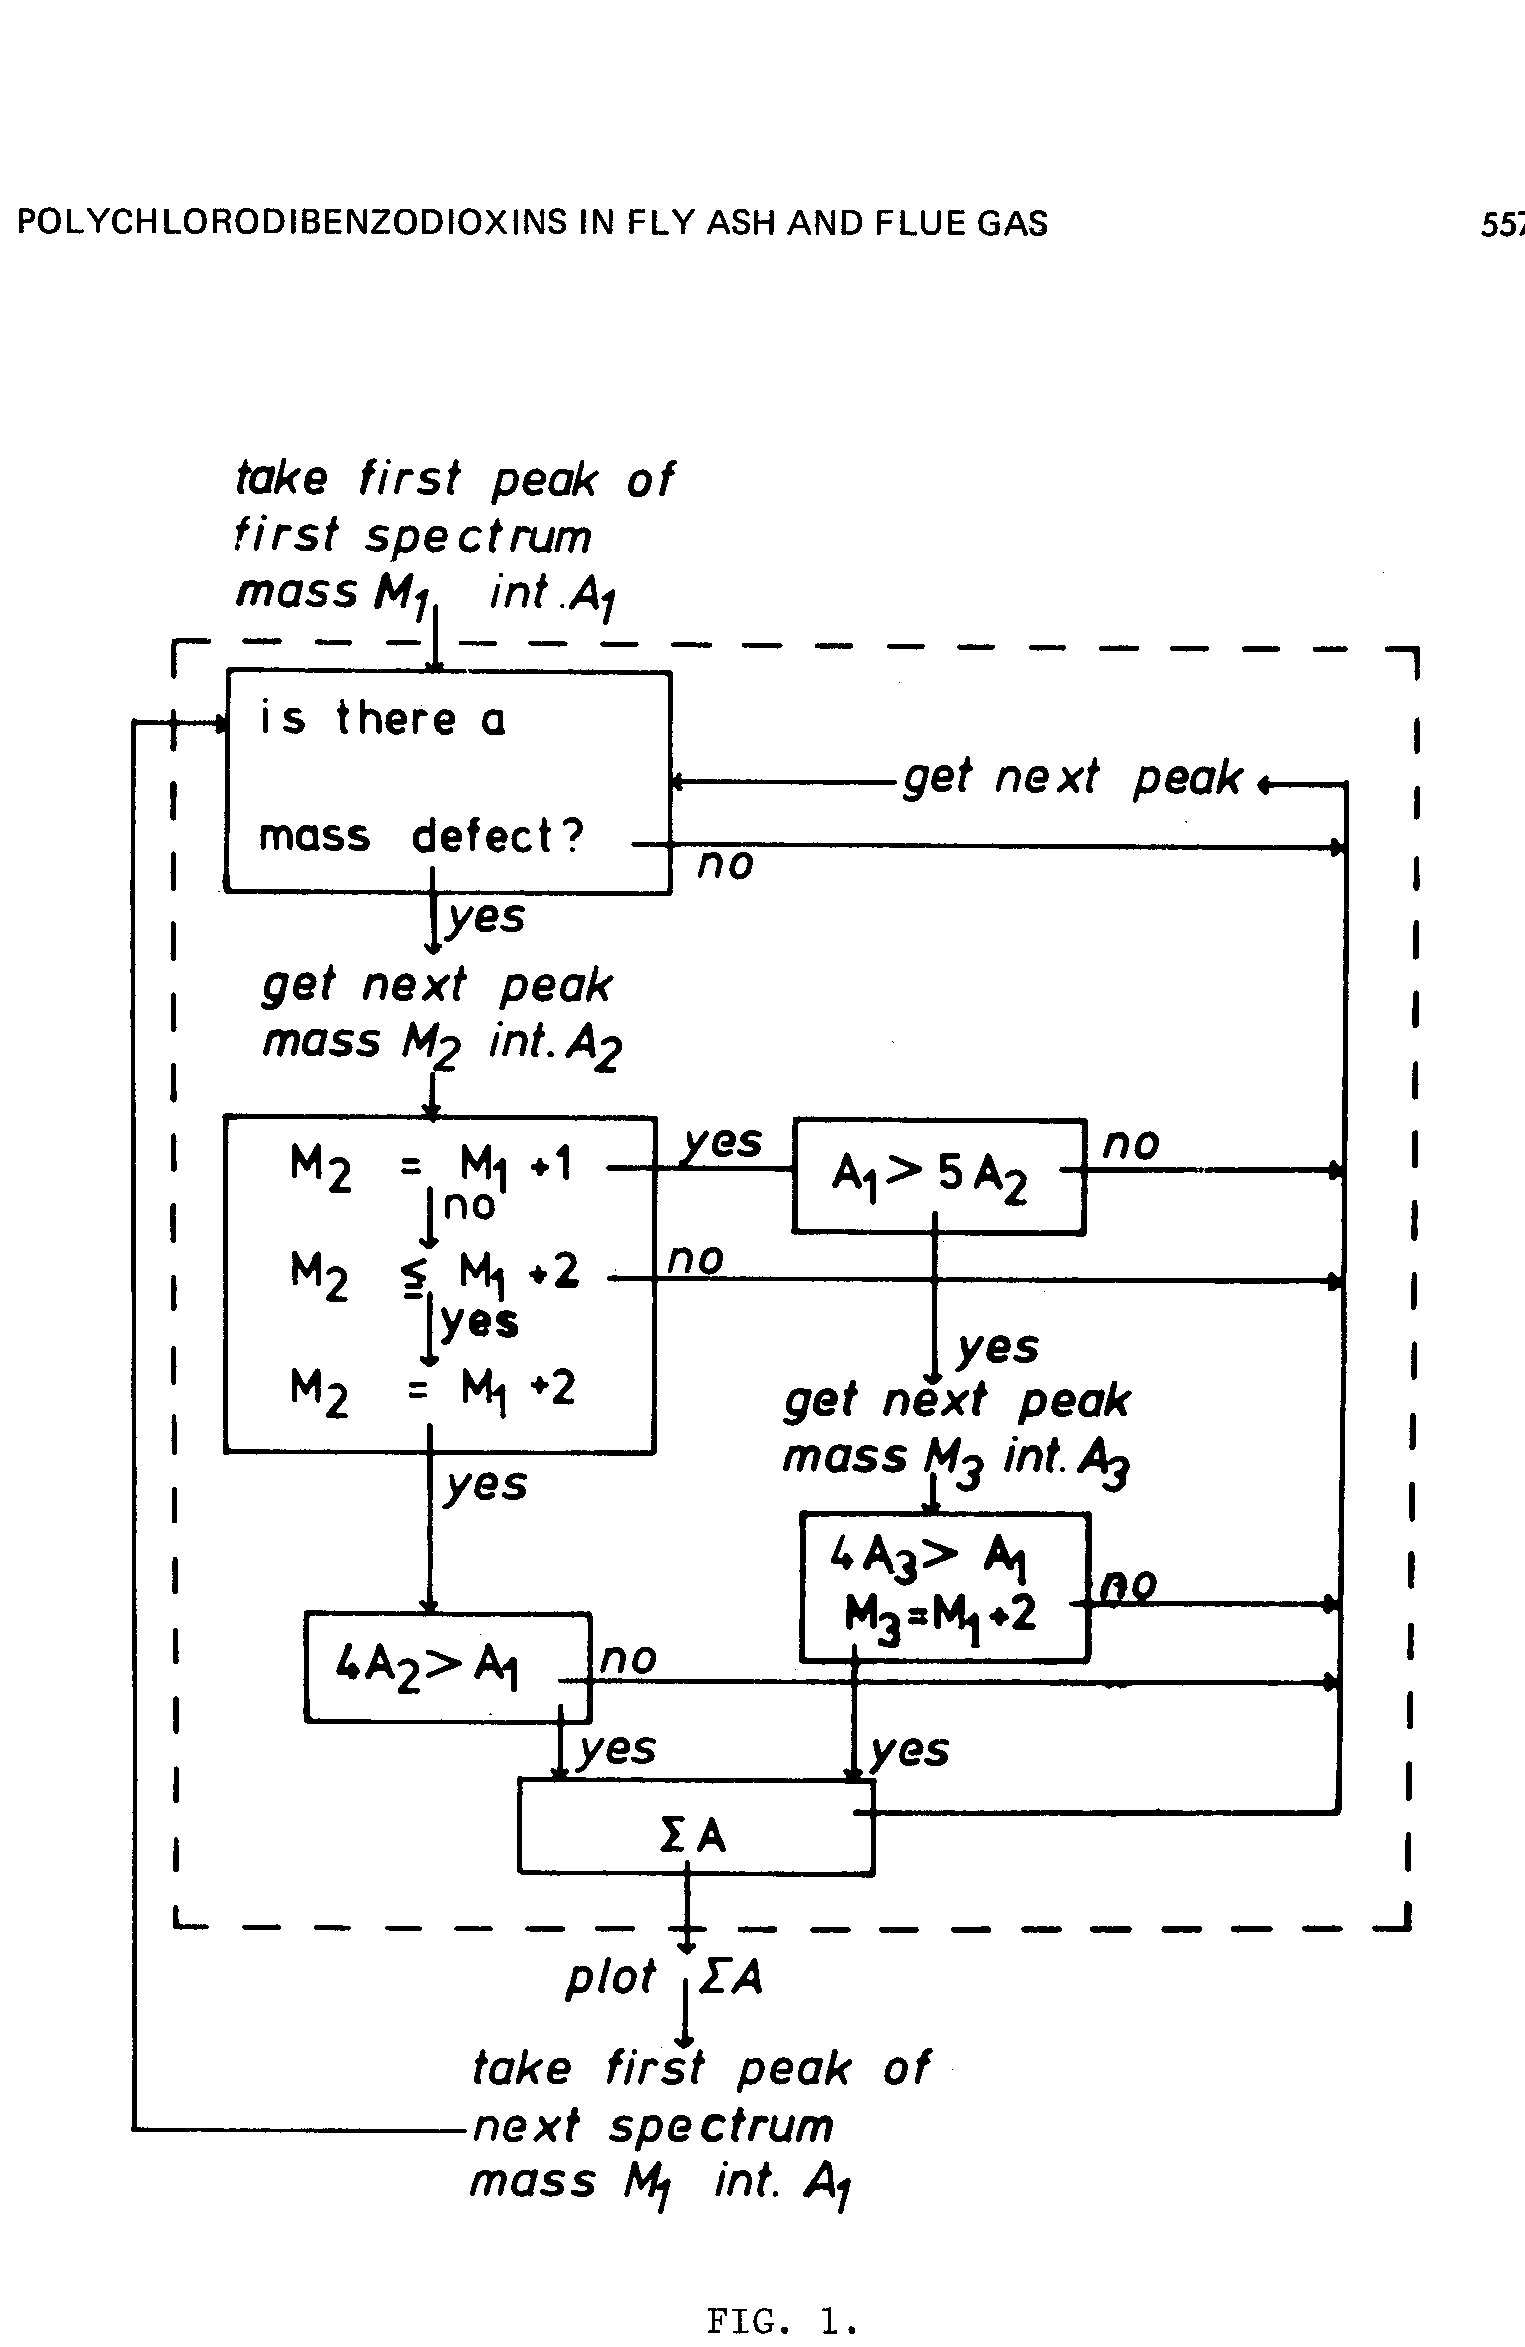 POLYCHLORODIBENZODIOXINS IN FLY ASH AND FLUE GAS 557
take first peak of
first spectrum
mass M₁ int. A₁
is there a
get next peak
mass defect?
no
yes
get next peak
mass M₂ int. A₂
M₂ = M₁ + 1
yes
A₁ > 5 A₂
no
no
M₂ ≦ M₁ + 2
no
yes
M₂ = M₁ + 2
yes
get next peak
mass M₃ int. A₃
yes
4A₃ > A₁
M₃ = M₁ + 2
no
4A₂ > A₁
no
yes
yes
Σ A
plot ΣA
take first peak of
next spectrum
mass M₁ int. A₁
FIG. 1.